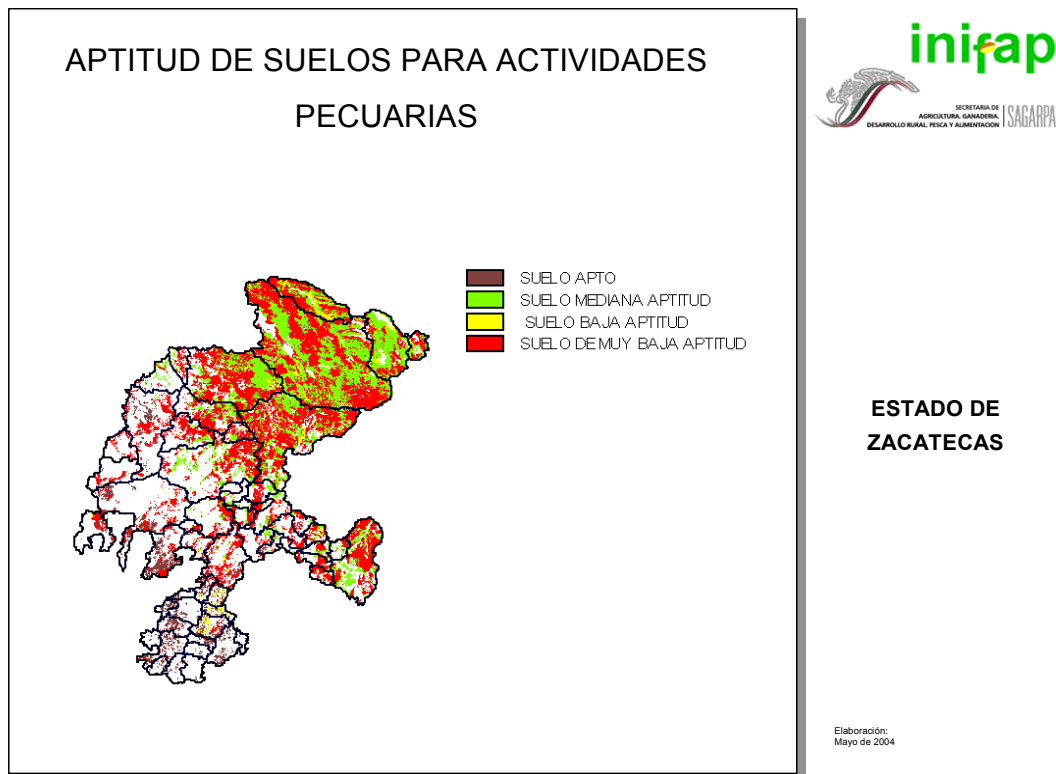 APTITUD DE SUELOS PARA ACTIVIDADES
PECUARIAS
SUELO APTO
SUELO MEDIANA APTITUD
SUELO BAJA APTITUD
SUELO DE MUY BAJA APTITUD
inifap
SECRETARIA DE
AGRICULTURA, GANADERIA,
DESARROLLO RURAL, PESCA Y ALIMENTACION
SAGARPA
ESTADO DE
ZACATECAS
Elaboración:
Mayo de 2004